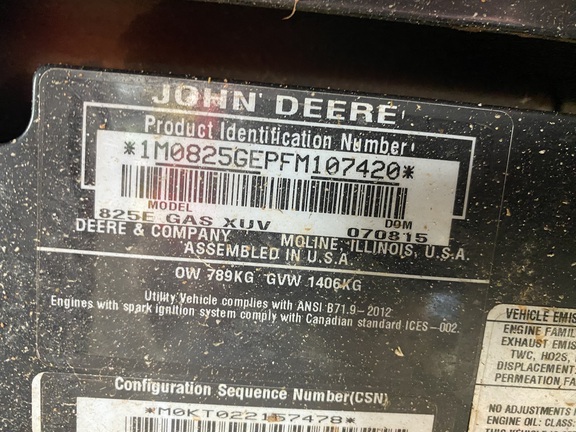 JOHN DEERE
Product Identification Number
*1M0825GEPFM107420*
MODEL
DOM
825E GAS XUV 070815
DEERE & COMPANY MOLINE, ILLINOIS, U.S.A.
ASSEMBLED IN U.S.A.
OW 789KG GVW 1406KG
Utility Vehicle complies with ANSI B71.9-2012
Engines with spark ignition system comply with Canadian standard ICES-002.
Configuration Sequence Number(CSN)
*M0KT022157478*
VEHICLE EMIS
ENGINE FAMIL
EXHAUST EMIS
TWC, HO2S,
DISPLACEMENT:
PERMEATION FA
NO ADJUSTMENTS
ENGINE OIL: CLASS: